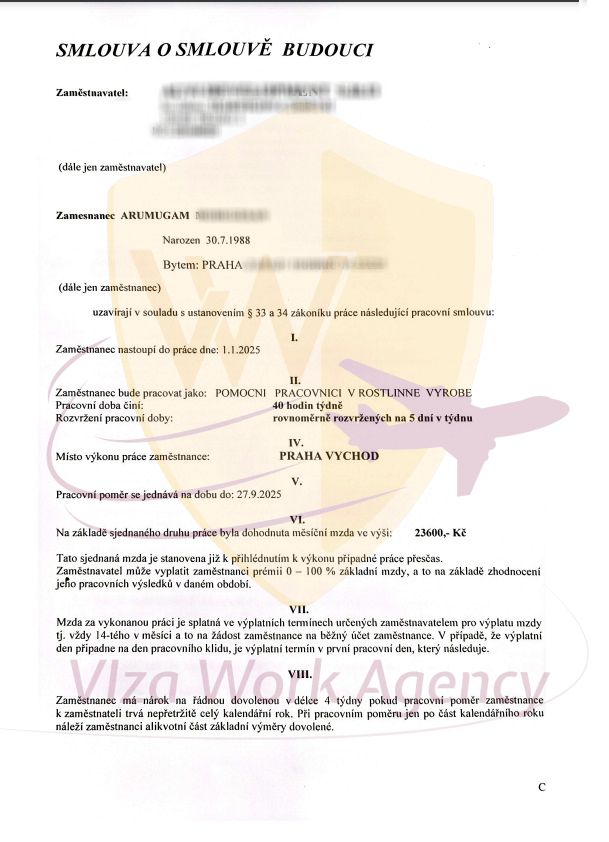 SMLOUVA O SMLOUVĚ BUDOUCI
Zaměstnavatel:
(dále jen zaměstnavatel)
Zamesnanec ARUMUGAM
Narozen 30.7.1988
Bytem: PRAHA
(dále jen zaměstnanec)
uzavírají v souladu s ustanovením § 33 a 34 zákoníku práce následující pracovní smlouvu:
I.
Zaměstnanec nastoupí do práce dne: 1.1.2025
II.
Zaměstnanec bude pracovat jako: POMOCNI PRACOVNICI V ROSTLINNE VYROBE
Pracovní doba činí: 40 hodin týdně
Rozvržení pracovní doby: rovnoměrně rozvržených na 5 dní v týdnu
IV.
Místo výkonu práce zaměstnance: PRAHA VYCHOD
V.
Pracovní poměr se jednává na dobu do: 27.9.2025
VI.
Na základě sjednaného druhu práce byla dohodnuta měsíční mzda ve výši: 23600,- Kč
Tato sjednaná mzda je stanovena již k přihlédnutím k výkonu případné práce přesčas.
Zaměstnavatel může vyplatit zaměstnanci prémii 0 – 100 % základní mzdy, a to na základě zhodnocení
jeho pracovních výsledků v daném období.
VII.
Mzda za vykonanou práci je splatná ve výplatních termínech určených zaměstnavatelem pro výplatu mzdy
tj. vždy 14-tého v měsíci a to na žádost zaměstnance na běžný účet zaměstnance. V případě, že výplatní
den připadne na den pracovního klidu, je výplatní termín v první pracovní den, který následuje.
VIII.
VIza Work Agency
Zaměstnanec má nárok na řádnou dovolenou v délce 4 týdny pokud pracovní poměr zaměstnance
k zaměstnateli trvá nepřetržitě celý kalendářní rok. Při pracovním poměru jen po část kalendářního roku
náleží zaměstnanci alikvotní část základní výměry dovolené.
C